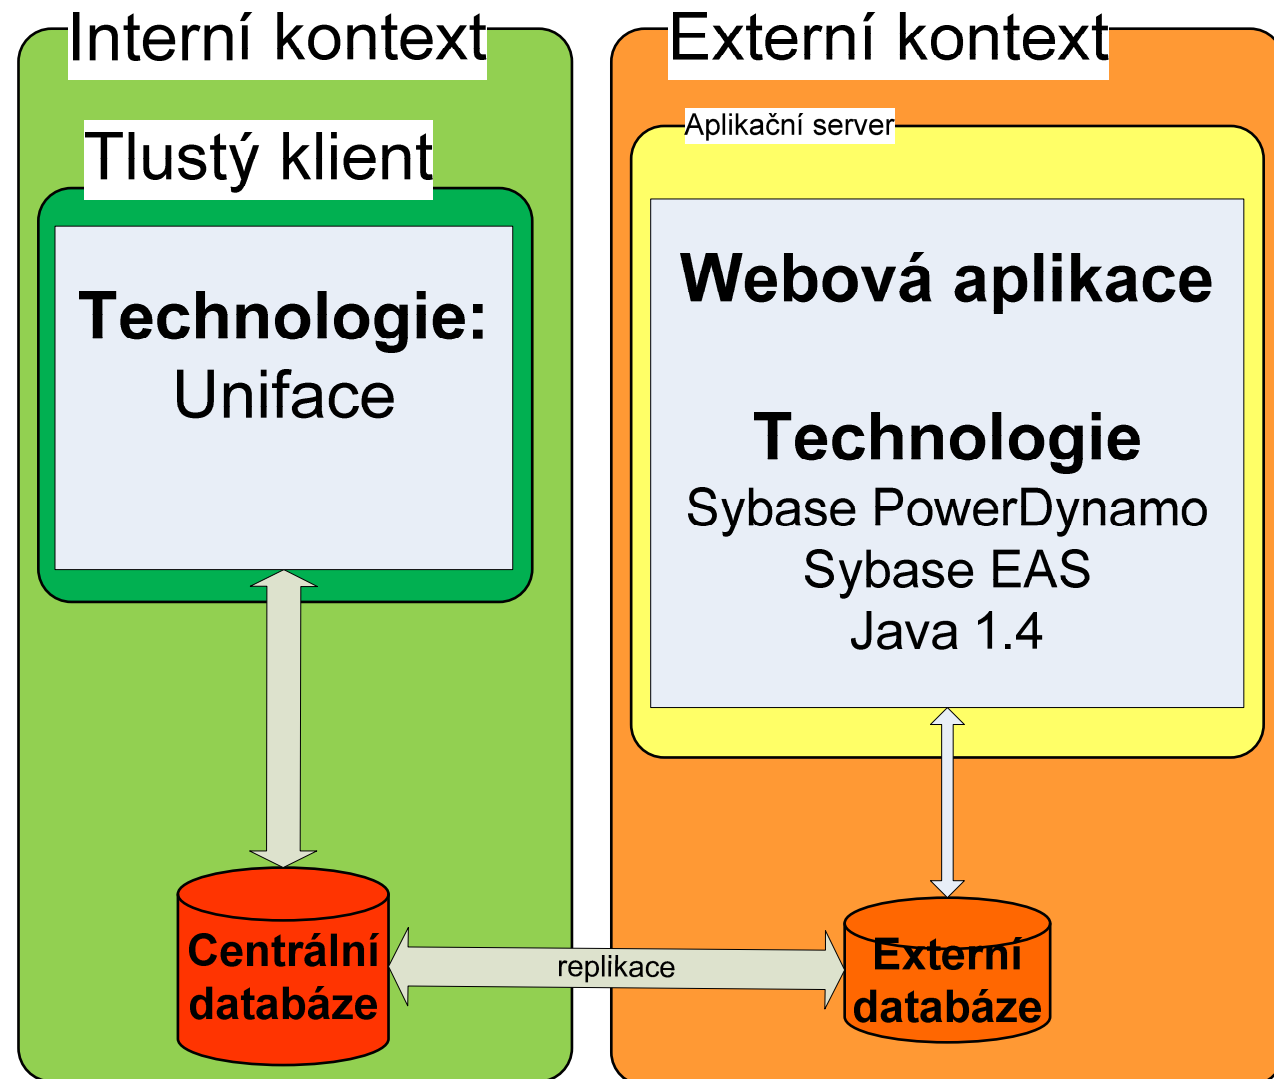 Interní kontext
Tlustý klient
Technologie:
Uniface
Centrální
databáze
replikace
Externí kontext
Aplikační server
Webová aplikace
Technologie
Sybase PowerDynamo
Sybase EAS
Java 1.4
Externí
databáze